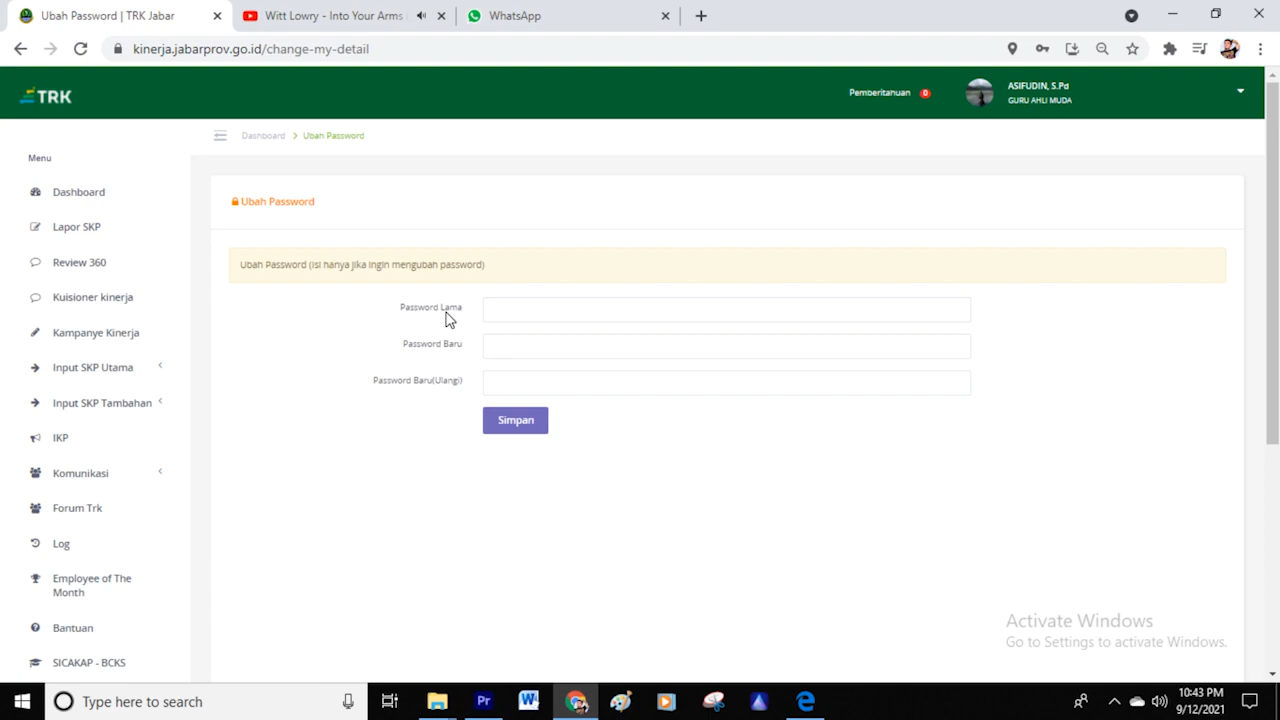 Ubah Password | TRK Jabar
Witt Lowry - Into Your Arms
WhatsApp
kinerja.jabarprov.go.id/change-my-detail
TRK
Pemberitahuan 0
ASIFUDIN, S.Pd
GURU AHLI MUDA
Dashboard > Ubah Password
Menu
Dashboard
Lapor SKP
Review 360
Kuisioner kinerja
Kampanye Kinerja
Input SKP Utama
Input SKP Tambahan
IKP
Komunikasi
Forum Trk
Log
Employee of The
Month
Bantuan
SICAKAP - BCKS
Ubah Password
Ubah Password (isi hanya jika ingin mengubah password)
Password Lama
Password Baru
Password Baru(Ulangi)
Simpan
Activate Windows
Go to Settings to activate Windows.
Type here to search
Pr
W
10:43 PM
9/12/2021